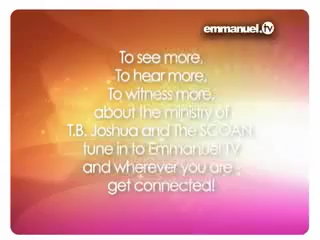 emmanuel.tv
To see more,
To hear more,
To witness more,
about the ministry of
T.B. Joshua and The SCOAN
tune in to Emmanuel TV
and wherever you are
get connected!